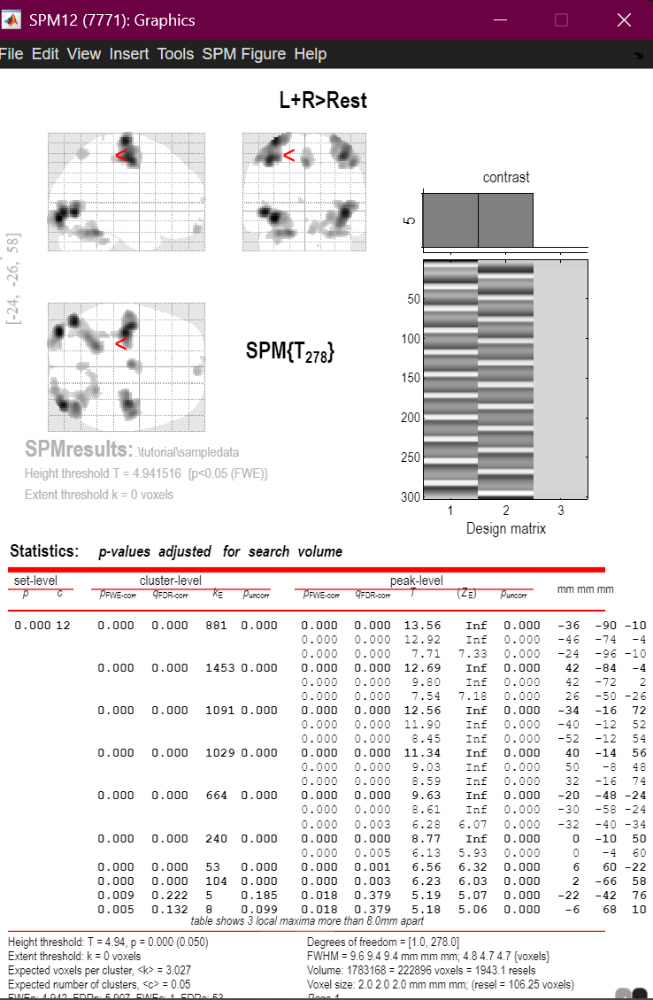 SPM12 (7771): Graphics
File Edit View Insert Tools SPM Figure Help
L+R>Rest
[-24, -26, 58]
<
<
<
SPM{T278}
contrast
5
50
100
150
200
250
300
1 2 3
Design matrix
SPMresults: .\tutorial\sampledata
Height threshold T = 4.941516 {p<0.05 (FWE)}
Extent threshold k = 0 voxels
Statistics: p-values adjusted for search volume
set-level cluster-level peak-level
p c pFWE-corr qFDR-corr kE puncorr pFWE-corr qFDR-corr T (ZE) puncorr mm mm mm
0.000 12 0.000 0.000 881 0.000 0.000 0.000 13.56 Inf 0.000 -36 -90 -10
0.000 0.000 12.92 Inf 0.000 -46 -74 -4
0.000 0.000 7.71 7.33 0.000 -24 -96 -10
0.000 0.000 1453 0.000 0.000 0.000 12.69 Inf 0.000 42 -84 -4
0.000 0.000 9.80 Inf 0.000 42 -72 2
0.000 0.000 7.54 7.18 0.000 26 -50 -26
0.000 0.000 1091 0.000 0.000 0.000 12.56 Inf 0.000 -34 -16 72
0.000 0.000 11.90 Inf 0.000 -40 -12 52
0.000 0.000 8.45 Inf 0.000 -52 -12 54
0.000 0.000 1029 0.000 0.000 0.000 11.34 Inf 0.000 40 -14 56
0.000 0.000 9.03 Inf 0.000 50 -8 48
0.000 0.000 8.59 Inf 0.000 32 -16 74
0.000 0.000 664 0.000 0.000 0.000 9.63 Inf 0.000 -20 -48 -24
0.000 0.000 8.61 Inf 0.000 -30 -58 -24
0.000 0.003 6.28 6.07 0.000 -32 -40 -34
0.000 0.000 240 0.000 0.000 0.000 8.77 Inf 0.000 0 -10 50
0.000 0.005 6.13 5.93 0.000 0 -4 60
0.000 0.000 53 0.000 0.000 0.001 6.56 6.32 0.000 6 60 -22
0.000 0.000 104 0.000 0.000 0.003 6.23 6.03 0.000 2 -66 58
0.009 0.222 5 0.185 0.018 0.379 5.19 5.07 0.000 -22 -42 76
0.005 0.132 8 0.099 0.018 0.379 5.18 5.06 0.000 -6 68 10
table shows 3 local maxima more than 8.0mm apart
Height threshold: T = 4.94, p = 0.000 (0.050)
Extent threshold: k = 0 voxels
Expected voxels per cluster, <k> = 3.027
Expected number of clusters, <c> = 0.05
FWEp: 4.942, FDRp: 5.907, FWEc: 1, FDRc: 53
Degrees of freedom = [1.0, 278.0]
FWHM = 9.6 9.4 9.4 mm mm mm; 4.8 4.7 4.7 {voxels}
Volume: 1783168 = 222896 voxels = 1943.1 resels
Voxel size: 2.0 2.0 2.0 mm mm mm; (resel = 106.25 voxels)
Page 1